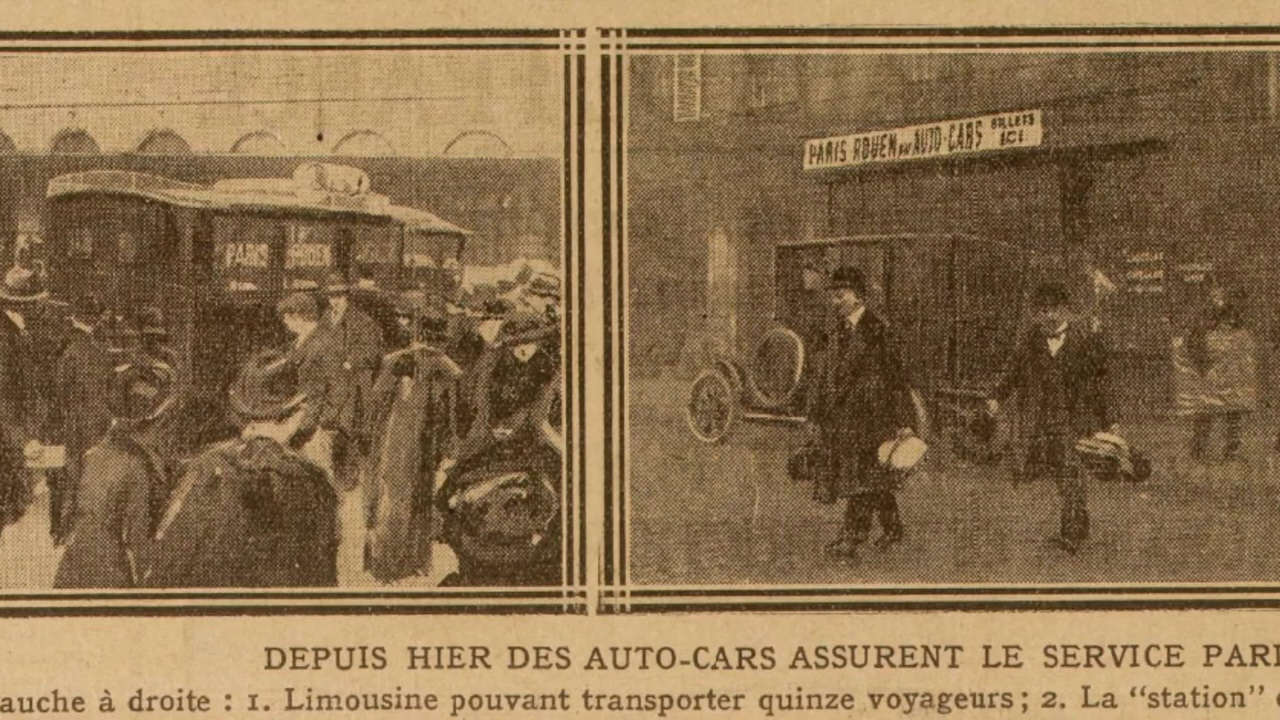 PARIS ROUEN
PARIS ROUEN EN AUTO-CARS BILLETS ICI
DEPUIS HIER DES AUTO-CARS ASSURENT LE SERVICE PARI
auche à droite : 1. Limousine pouvant transporter quinze voyageurs ; 2. La “station”